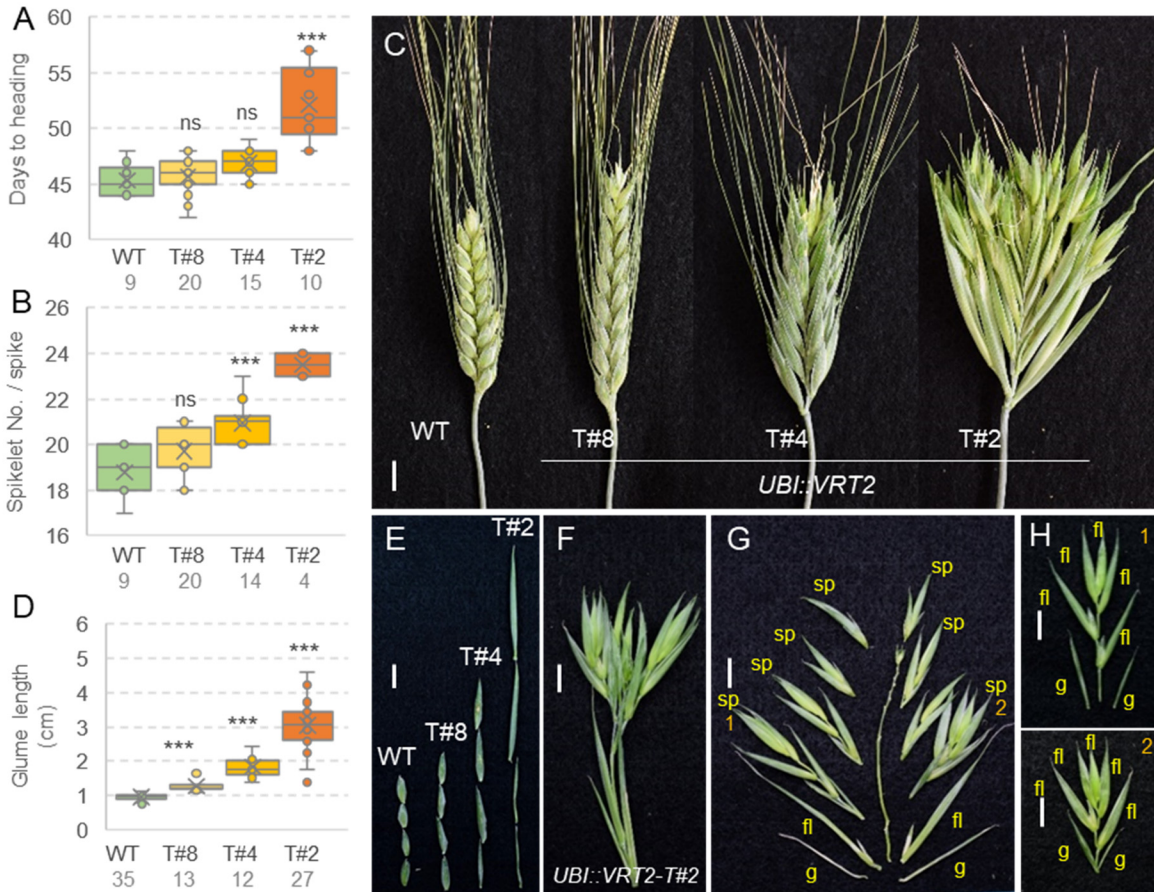 A
Days to heading
60
55
50
45
40
ns
ns
***
WT T#8 T#4 T#2
9 20 15 10
B
Spikelet No. / spike
26
24
22
20
18
16
ns
***
***
WT T#8 T#4 T#2
9 20 14 4
C
WT
T#8
T#4
T#2
UBI::VRT2
D
Glume length
(cm)
6
5
4
3
2
1
0
***
***
***
WT T#8 T#4 T#2
35 13 12 27
E
T#2
T#4
T#8
WT
F
UBI::VRT2-T#2
G
sp
sp
sp
sp
sp
1
sp
2
fl
fl
g
g
H
1
fl
fl
fl
fl
fl
g
g
2
fl
fl
fl
fl
fl
g
g